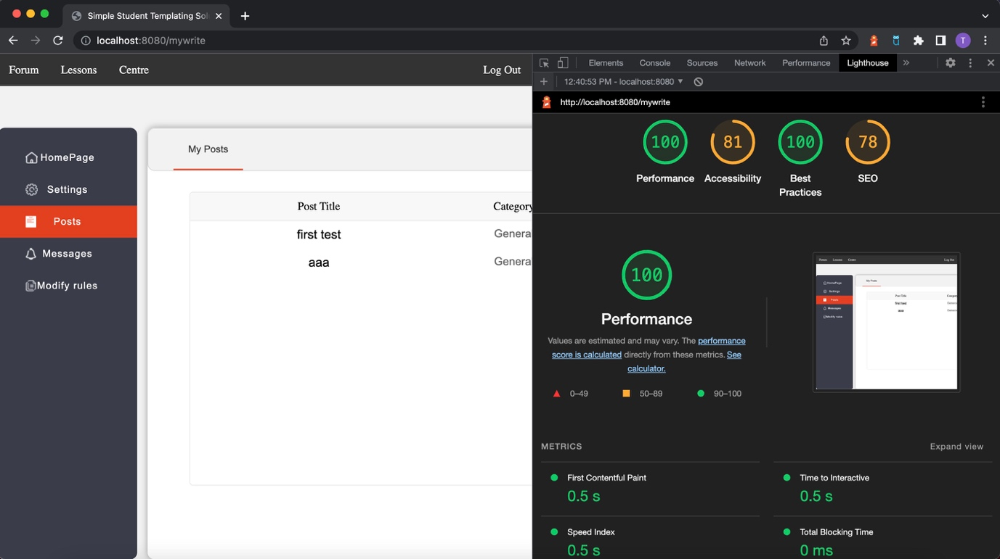 Simple Student Templating Sol
localhost:8080/mywrite
T
Forum Lessons Centre Log Out
HomePage
Settings
Posts
Messages
Modify rules
My Posts
Post Title Category
first test General
aaa General
Elements Console Sources Network Performance Lighthouse
12:40:53 PM - localhost:8080
http://localhost:8080/mywrite
100 81 100 78
Performance Accessibility Best Practices SEO
100
Performance
Values are estimated and may vary. The performance
score is calculated directly from these metrics. See
calculator.
0–49 50–89 90–100
METRICS Expand view
First Contentful Paint
0.5 s
Time to Interactive
0.5 s
Speed Index
0.5 s
Total Blocking Time
0 ms